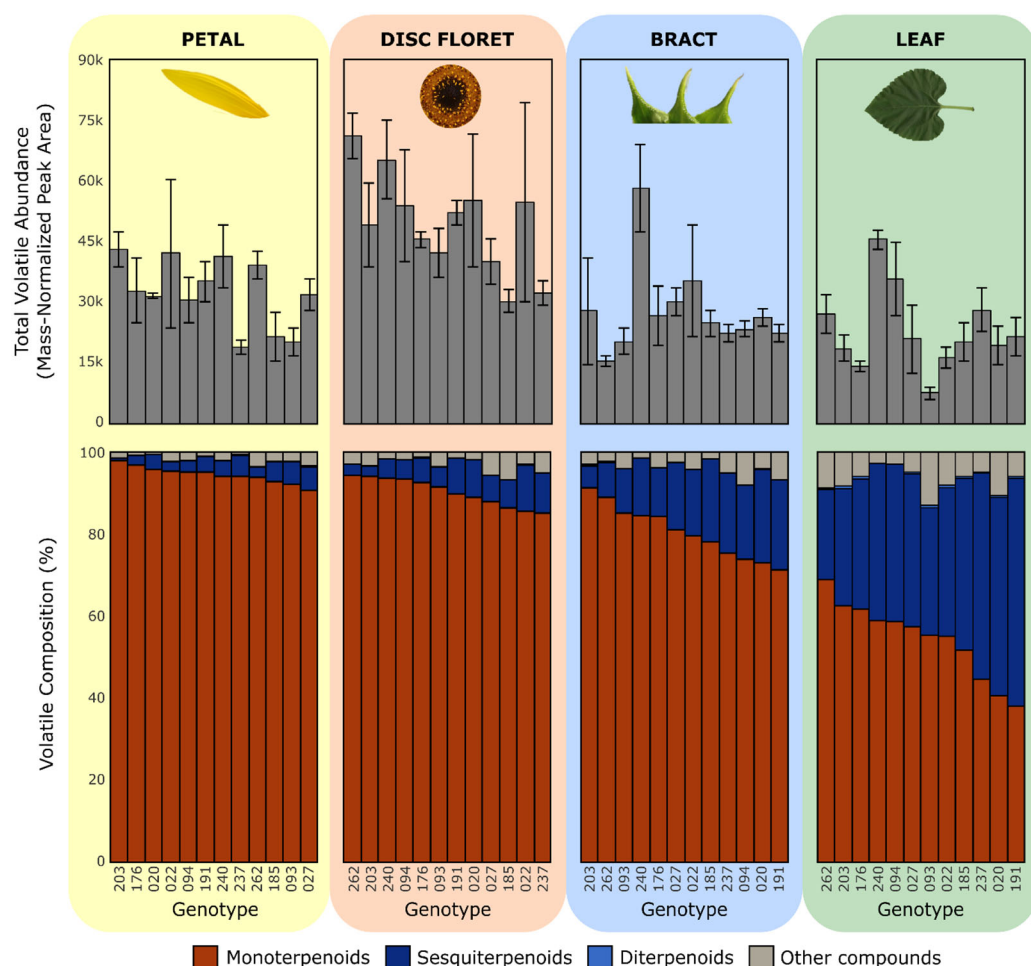 PETAL
DISC FLORET
BRACT
LEAF
Total Volatile Abundance
(Mass-Normalized Peak Area)
90k
75k
60k
45k
30k
15k
0
Volatile Composition (%)
100
80
60
40
20
0
203 176 020 022 094 191 240 237 262 185 093 027
262 203 240 094 176 093 191 020 027 185 022 237
203 262 093 240 176 027 022 185 237 094 020 191
262 203 176 240 094 027 093 022 185 237 020 191
Genotype
Genotype
Genotype
Genotype
Monoterpenoids
Sesquiterpenoids
Diterpenoids
Other compounds